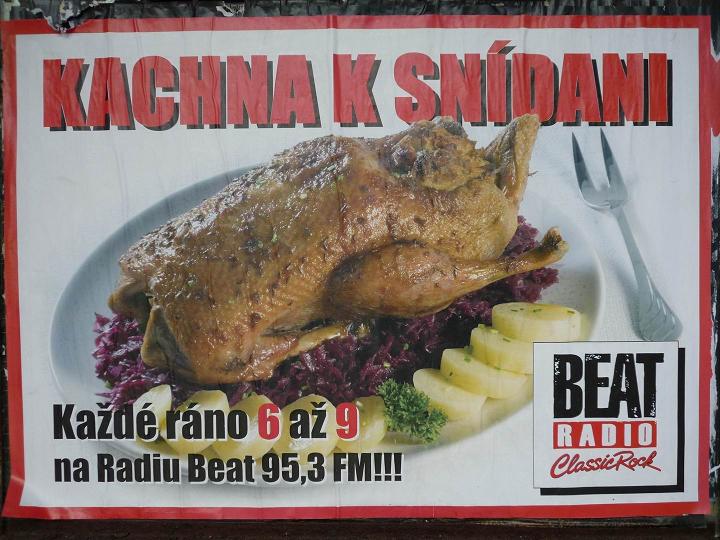 KACHNA K SNÍDANI
Každé ráno 6 až 9
na Radiu Beat 95,3 FM!!!
BEAT
RADIO
Classic Rock